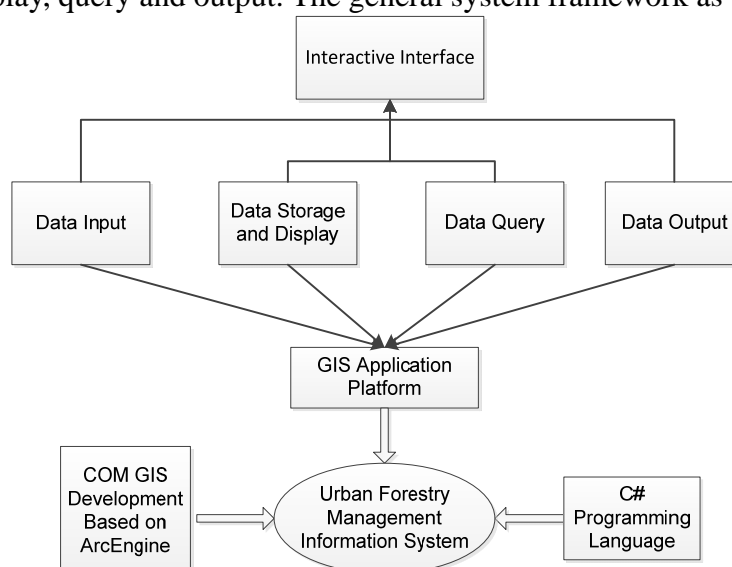 play, query and output. The general system framework as
Interactive Interface
Data Input
Data Storage
and Display
Data Query
Data Output
GIS Application
Platform
COM GIS
Development
Based on
ArcEngine
Urban Forestry
Management
Information System
C#
Programming
Language